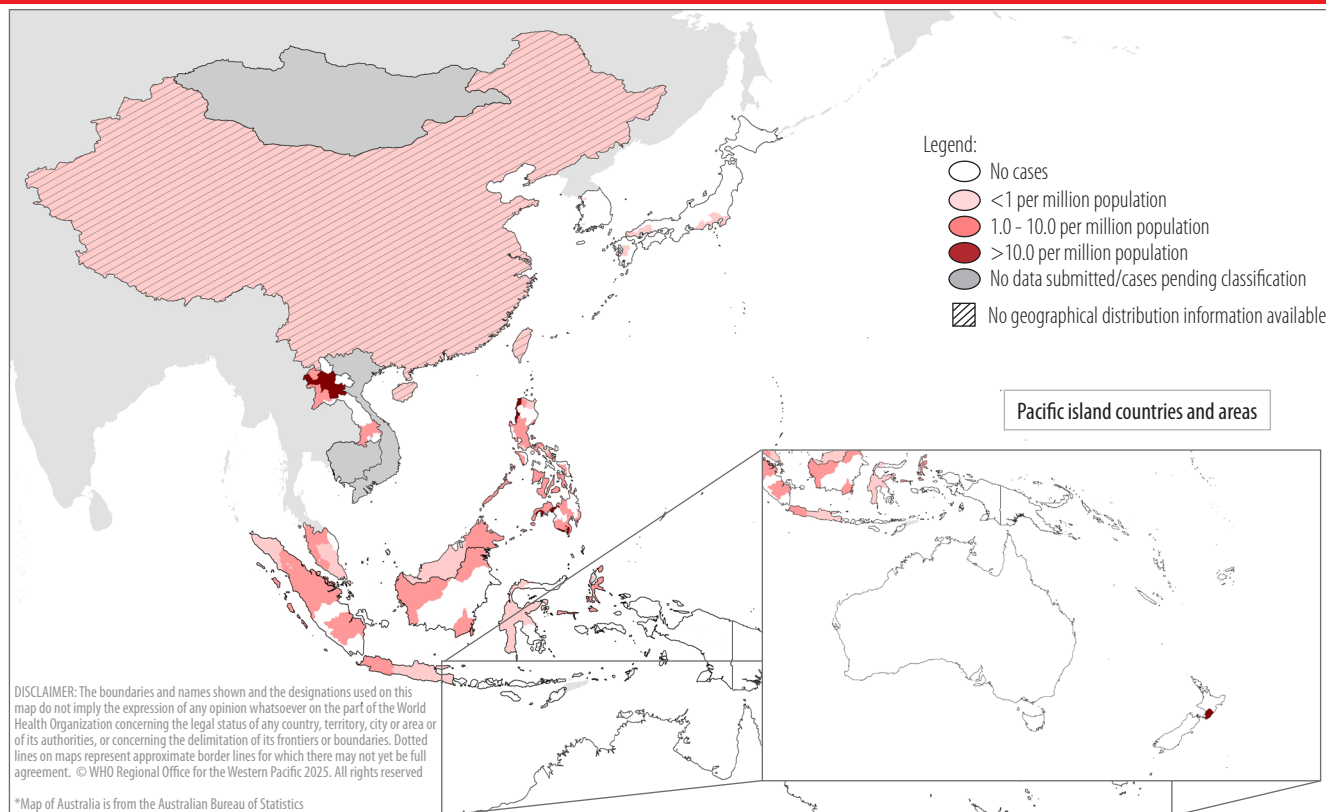 Legend:
No cases
<1 per million population
1.0 - 10.0 per million population
>10.0 per million population
No data submitted/cases pending classification
No geographical distribution information available
Pacific island countries and areas
DISCLAIMER: The boundaries and names shown and the designations used on this
map do not imply the expression of any opinion whatsoever on the part of the World
Health Organization concerning the legal status of any country, territory, city or area or
of its authorities, or concerning the delimitation of its frontiers or boundaries. Dotted
lines on maps represent approximate border lines for which there may not yet be full
agreement. © WHO Regional Office for the Western Pacific 2025. All rights reserved
*Map of Australia is from the Australian Bureau of Statistics